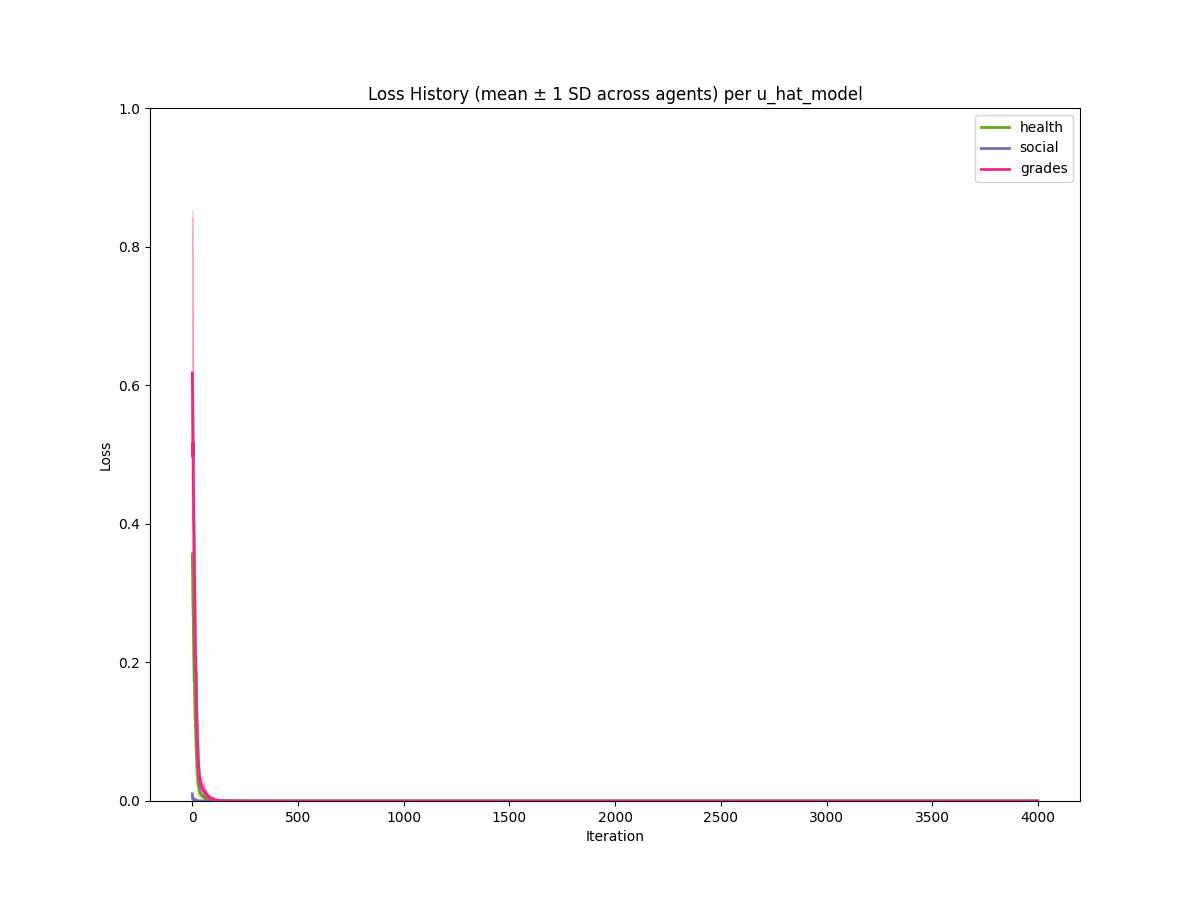 Loss History (mean ± 1 SD across agents) per u_hat_model
1.0
0.8
0.6
0.4
0.2
0.0
Loss
health
social
grades
0 500 1000 1500 2000 2500 3000 3500 4000
Iteration